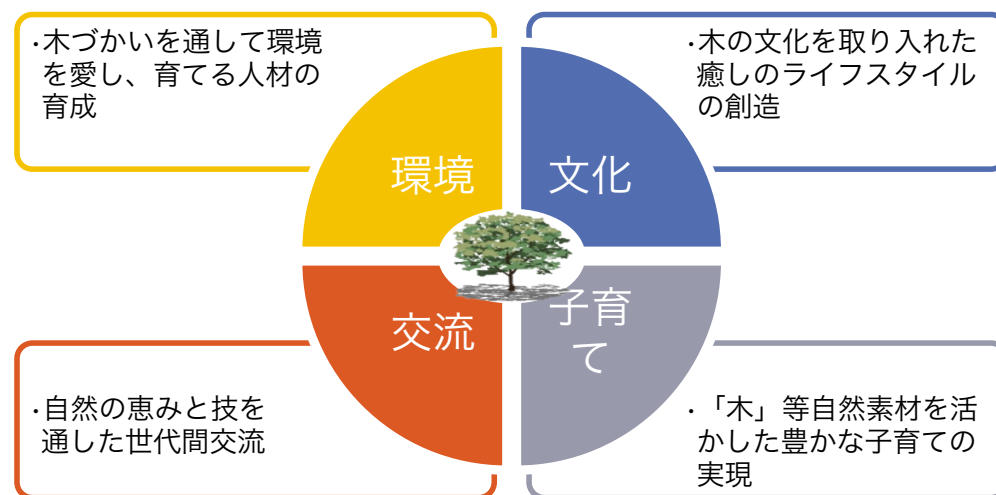 ・木づかいを通して環境
を愛し、育てる人材の
育成
・木の文化を取り入れた
癒しのライフスタイル
の創造
環境
文化
交流
子育
て
・自然の恵みと技を
通した世代間交流
・「木」等自然素材を活
かした豊かな子育ての
実現